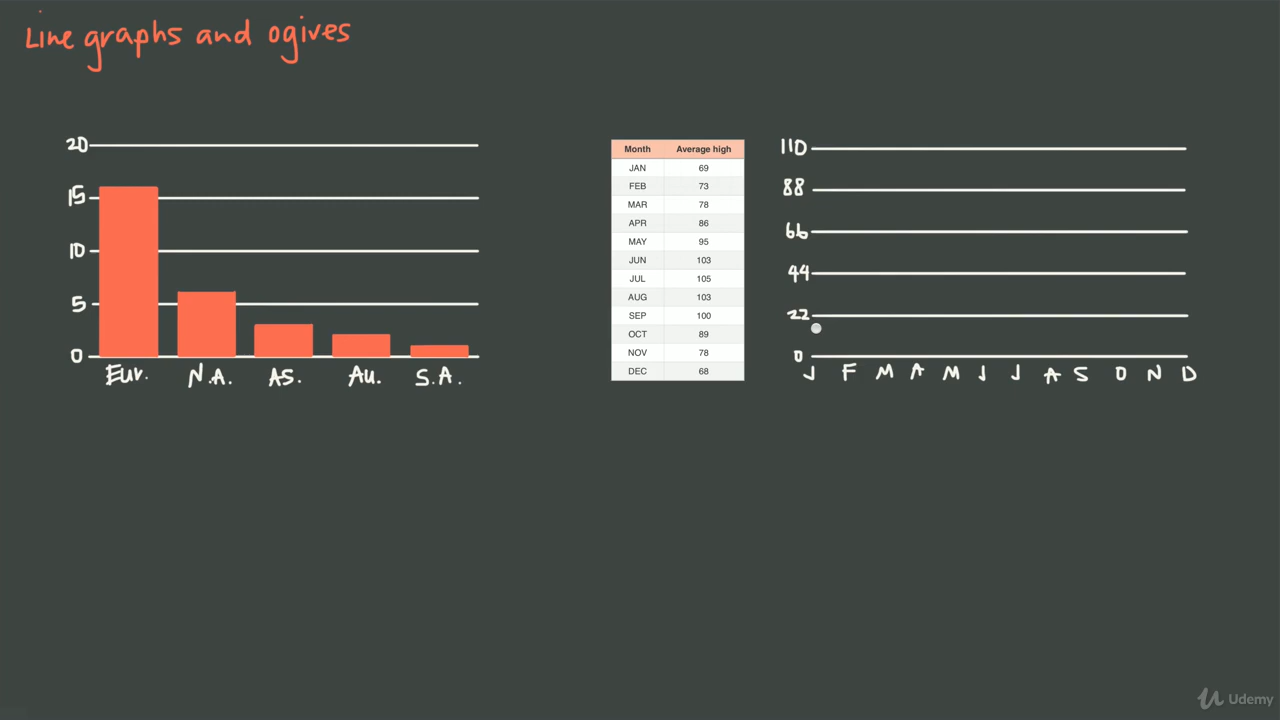 Line graphs and ogives
20
15
10
5
0
Eur. N.A. As. Au. S.A.
Month Average high
JAN 69
FEB 73
MAR 78
APR 86
MAY 95
JUN 103
JUL 105
AUG 103
SEP 100
OCT 89
NOV 78
DEC 68
110
88
66
44
22
0
J F M A M J J A S O N D
Udemy